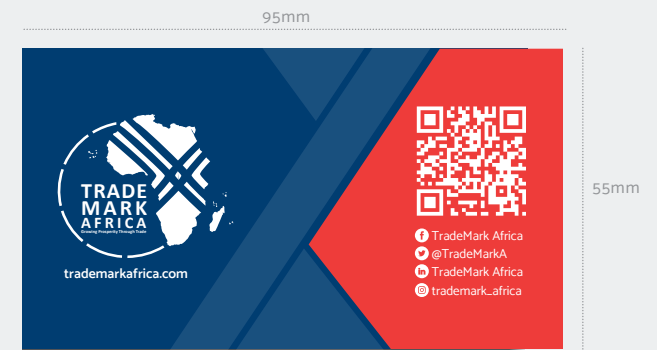 95mm
TRADE
MARK
AFRICA
Growing Prosperity Through Trade
trademarkafrica.com
TradeMark Africa
@TradeMarkA
TradeMark Africa
trademark_africa
55mm